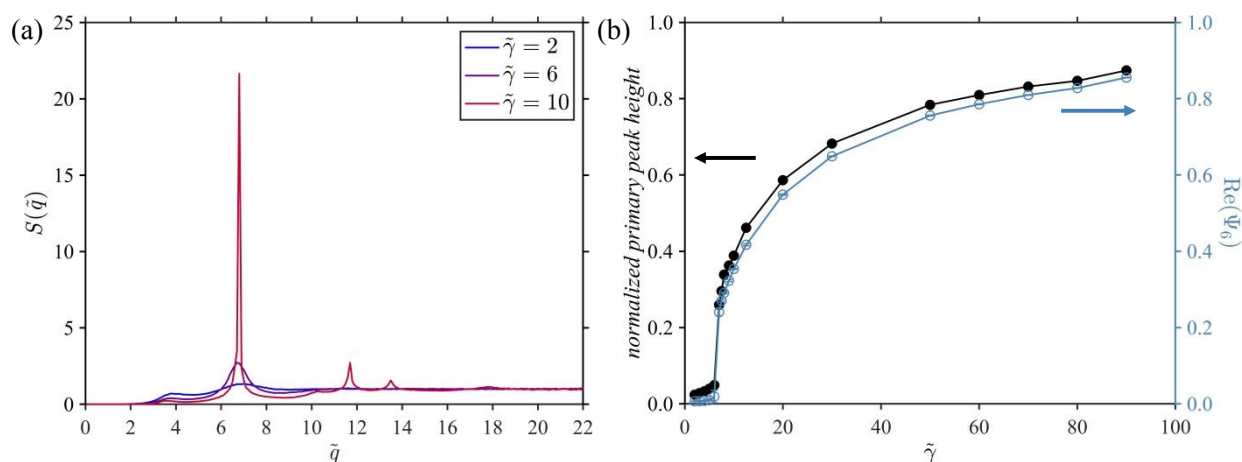 (a)
25
20
15
10
5
0
S(q̃)
0 2 4 6 8 10 12 14 16 18 20 22
q̃
γ̃ = 2
γ̃ = 6
γ̃ = 10
(b)
1.0
0.8
0.6
0.4
0.2
0.0
normalized primary peak height
0 20 40 60 80 100
γ̃
1.0
0.8
0.6
0.4
0.2
0.0
Re(Ψ₆)